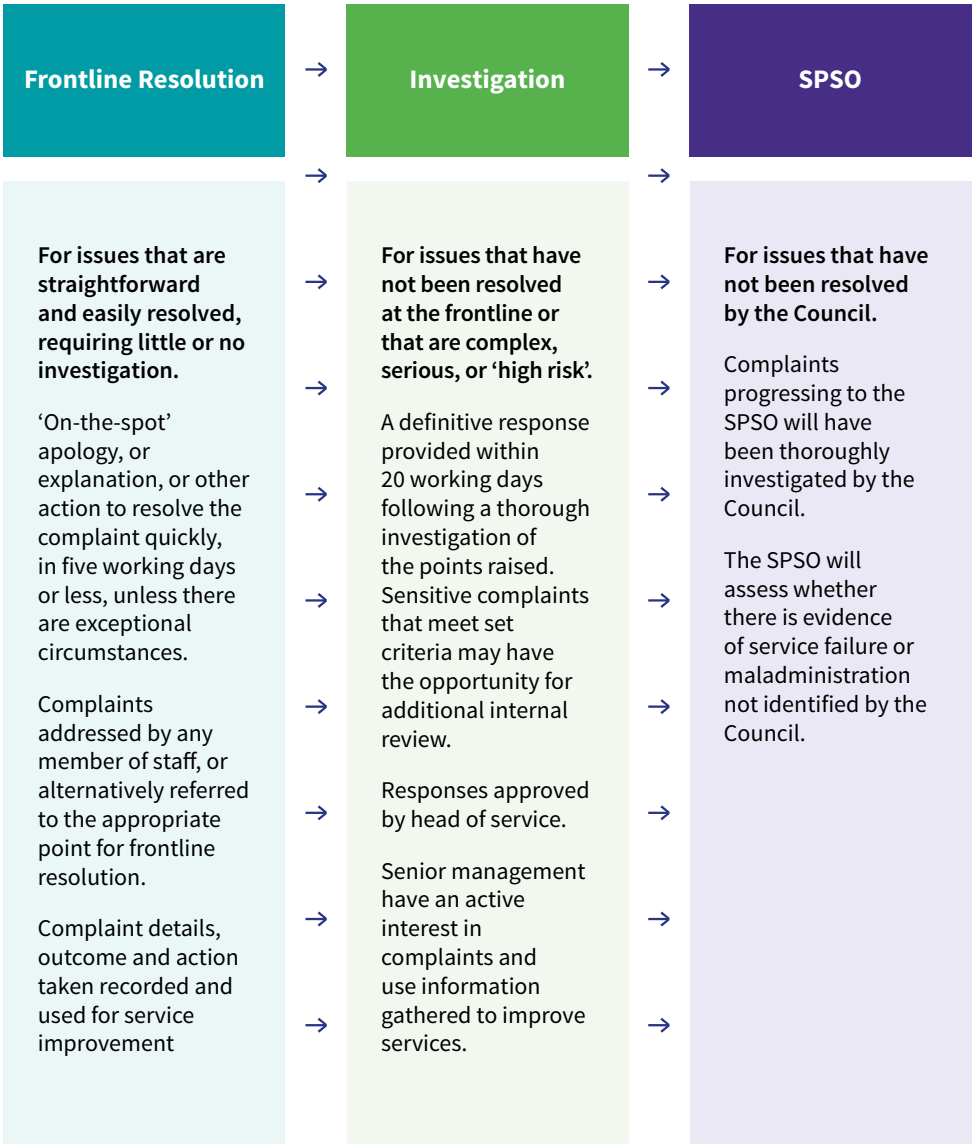 Frontline Resolution
→
Investigation
→
SPSO
For issues that are
straightforward
and easily resolved,
requiring little or no
investigation.
‘On-the-spot’
apology, or
explanation, or other
action to resolve the
complaint quickly,
in five working days
or less, unless there
are exceptional
circumstances.
Complaints
addressed by any
member of staff, or
alternatively referred
to the appropriate
point for frontline
resolution.
Complaint details,
outcome and action
taken recorded and
used for service
improvement
For issues that have
not been resolved
at the frontline or
that are complex,
serious, or ‘high risk’.
A definitive response
provided within
20 working days
following a thorough
investigation of
the points raised.
Sensitive complaints
that meet set
criteria may have
the opportunity for
additional internal
review.
Responses approved
by head of service.
Senior management
have an active
interest in
complaints and
use information
gathered to improve
services.
For issues that have
not been resolved
by the Council.
Complaints
progressing to the
SPSO will have
been thoroughly
investigated by the
Council.
The SPSO will
assess whether
there is evidence
of service failure or
maladministration
not identified by the
Council.